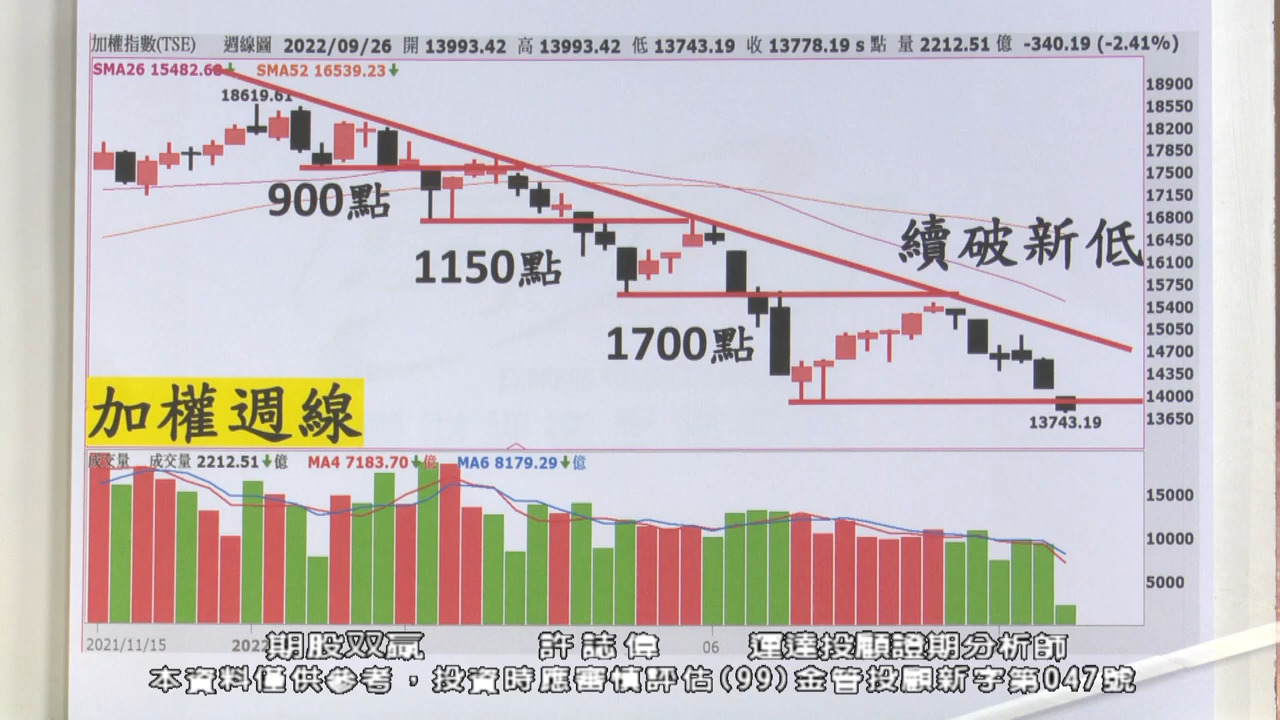 加權指數(TSE) 週線圖 2022/09/26 開 13993.42 高 13993.42 低 13743.19 收 13778.19 s 點 量 2212.51 億 -340.19 (-2.41%)
SMA26 15482.68↓ SMA52 16539.23↓
18619.61
18900
18550
18200
17850
17500
17150
16800
16450
16100
15750
15400
15050
14700
14350
14000
13650
900點
1150點
1700點
續破新低
加權週線
13743.19
成交量 成交量 2212.51↓億 MA4 7183.70↓億 MA6 8179.29↓億
15000
10000
5000
2021/11/15 2022 06
期股双贏 許誌偉 運達投顧證期分析師
本資料僅供參考，投資時應審慎評估(99)金管投顧新字第047號